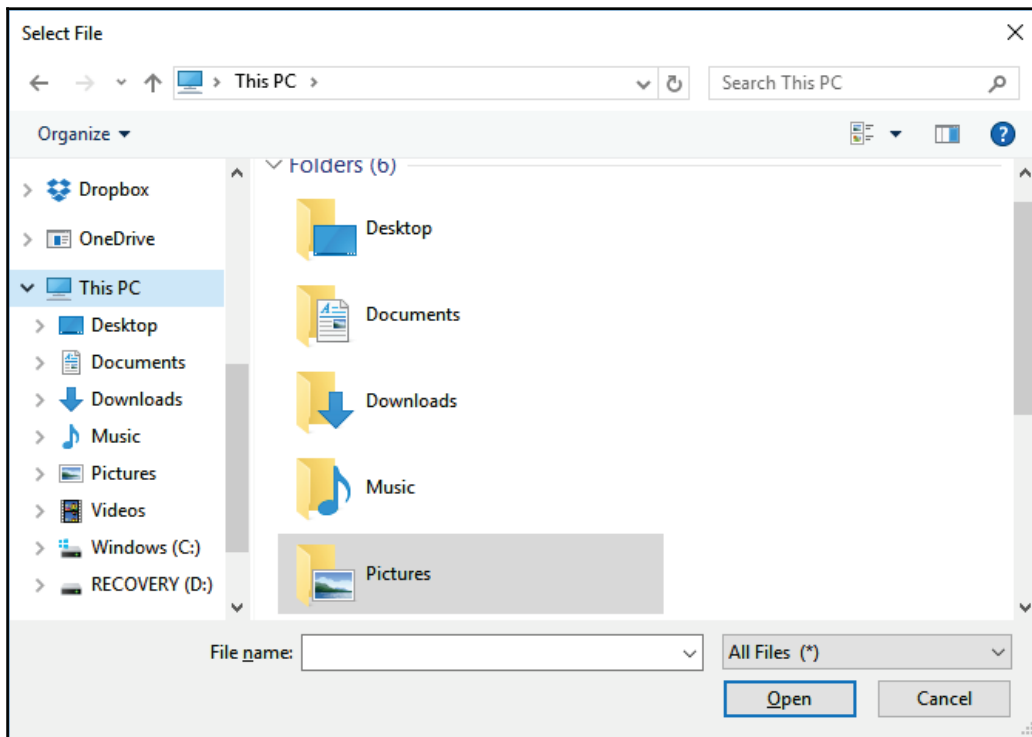 Select File
This PC
Search This PC
Organize
Dropbox
OneDrive
This PC
Desktop
Documents
Downloads
Music
Pictures
Videos
Windows (C:)
RECOVERY (D:)
Folders (6)
Desktop
Documents
Downloads
Music
Pictures
File name:
All Files (*)
Open
Cancel